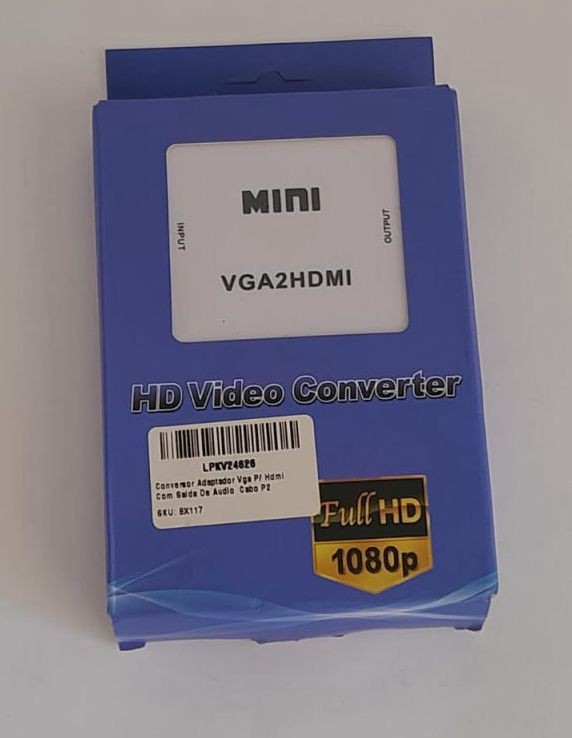 MINI
INPUT
OUTPUT
VGA2HDMI
HD Video Converter
LPKV24626
Conversor Adaptador Vga P/ Hdmi
Com Saida De Audio Cabo P2
SKU: BX117
Full HD
1080p